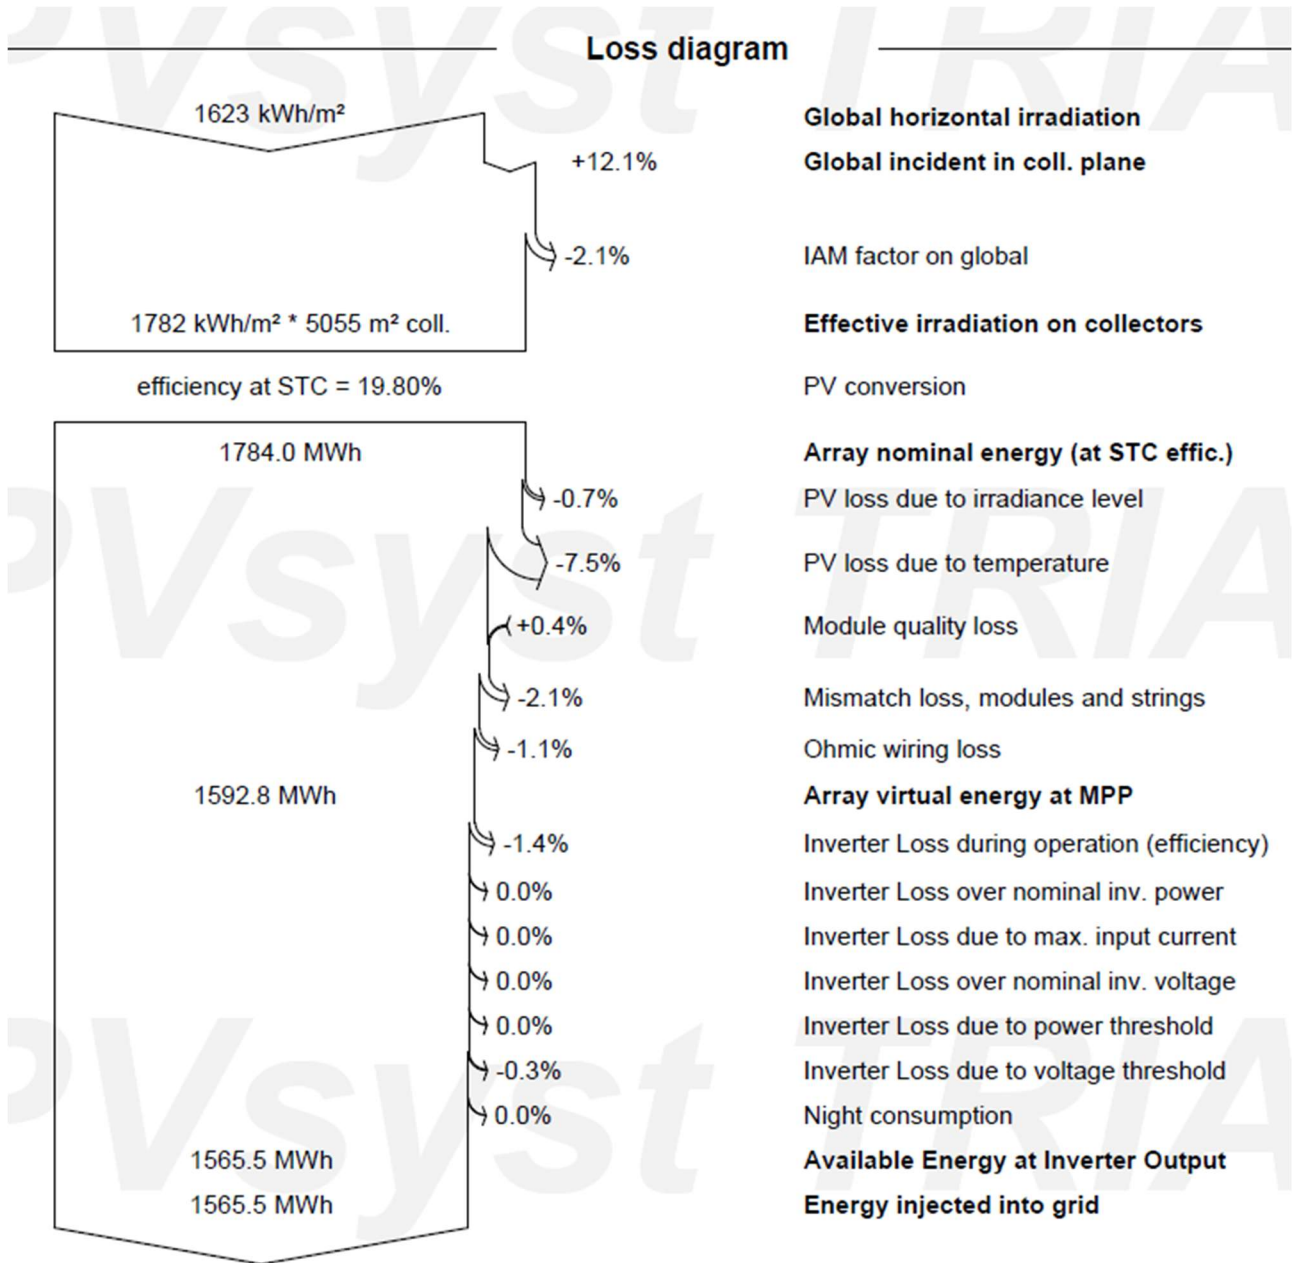 Loss diagram
1623 kWh/m² Global horizontal irradiation
+12.1% Global incident in coll. plane
-2.1% IAM factor on global
1782 kWh/m² * 5055 m² coll. Effective irradiation on collectors
efficiency at STC = 19.80% PV conversion
1784.0 MWh Array nominal energy (at STC effic.)
-0.7% PV loss due to irradiance level
-7.5% PV loss due to temperature
+0.4% Module quality loss
-2.1% Mismatch loss, modules and strings
-1.1% Ohmic wiring loss
1592.8 MWh Array virtual energy at MPP
-1.4% Inverter Loss during operation (efficiency)
0.0% Inverter Loss over nominal inv. power
0.0% Inverter Loss due to max. input current
0.0% Inverter Loss over nominal inv. voltage
0.0% Inverter Loss due to power threshold
-0.3% Inverter Loss due to voltage threshold
0.0% Night consumption
1565.5 MWh Available Energy at Inverter Output
1565.5 MWh Energy injected into grid
PVsyst TRIA
PVsyst TRIA
PVsyst TRIA